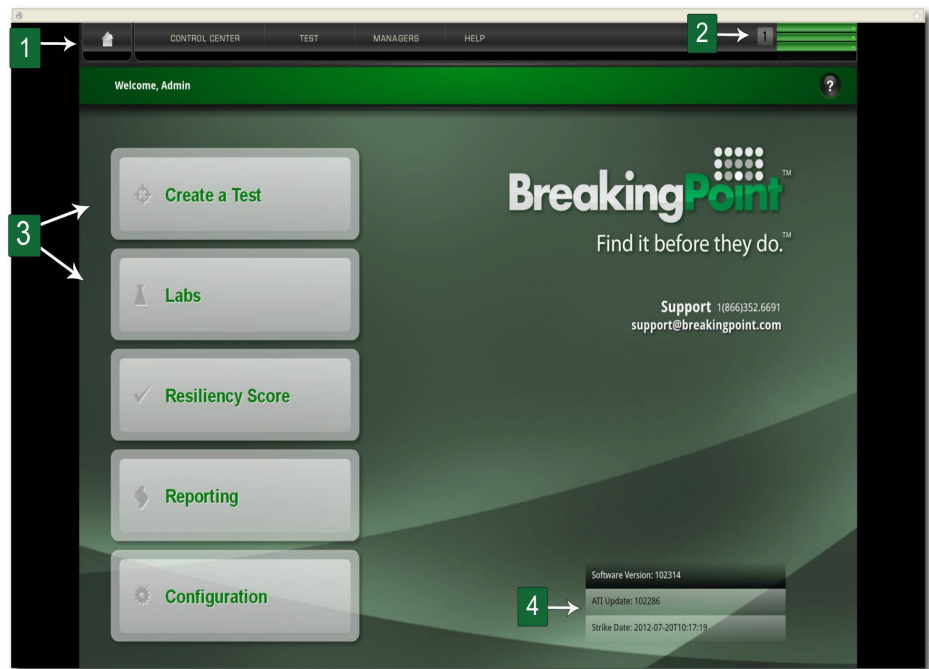 1
CONTROL CENTER TEST MANAGERS HELP
2
1
Welcome, Admin
?
BreakingPoint™
Find it before they do.™
Support 1(866)352.6691
support@breakingpoint.com
3
Create a Test
Labs
Resiliency Score
Reporting
Configuration
4
Software Version: 102314
ATI Update: 102286
Strike Date: 2012-07-20T10:17:19